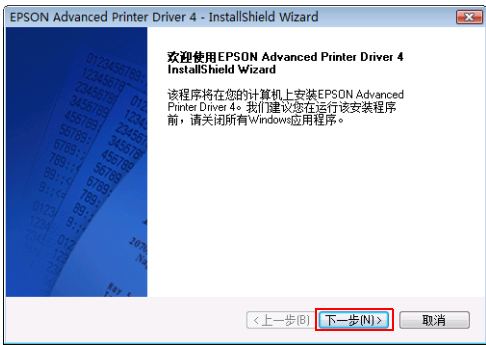 EPSON Advanced Printer Driver 4 - InstallShield Wizard
欢迎使用EPSON Advanced Printer Driver 4
InstallShield Wizard
该程序将在您的计算机上安装EPSON Advanced
Printer Driver 4。我们建议您在运行该安装程序
前，请关闭所有Windows应用程序。
<上一步(B)
下一步(N)>
取消